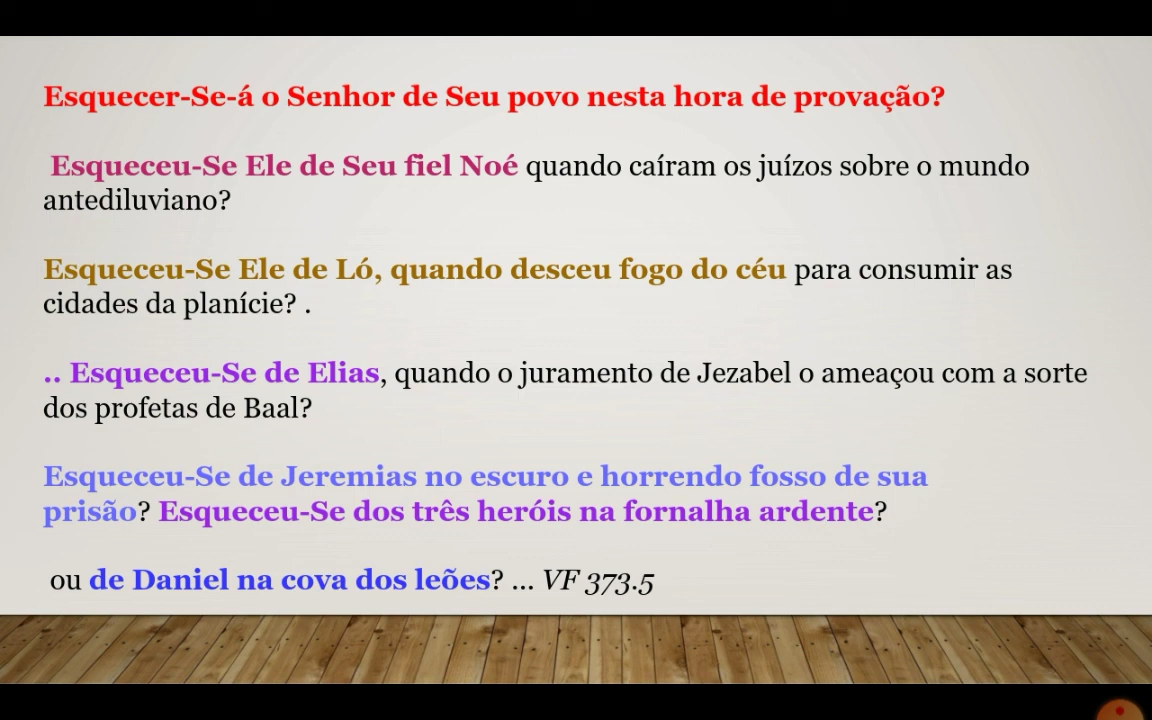 Esquecer-Se-á o Senhor de Seu povo nesta hora de provação?
Esqueceu-Se Ele de Seu fiel Noé quando caíram os juízos sobre o mundo
antediluviano?
Esqueceu-Se Ele de Ló, quando desceu fogo do céu para consumir as
cidades da planície? .
.. Esqueceu-Se de Elias, quando o juramento de Jezabel o ameaçou com a sorte
dos profetas de Baal?
Esqueceu-Se de Jeremias no escuro e horrendo fosso de sua
prisão? Esqueceu-Se dos três heróis na fornalha ardente?
ou de Daniel na cova dos leões? ... VF 373.5